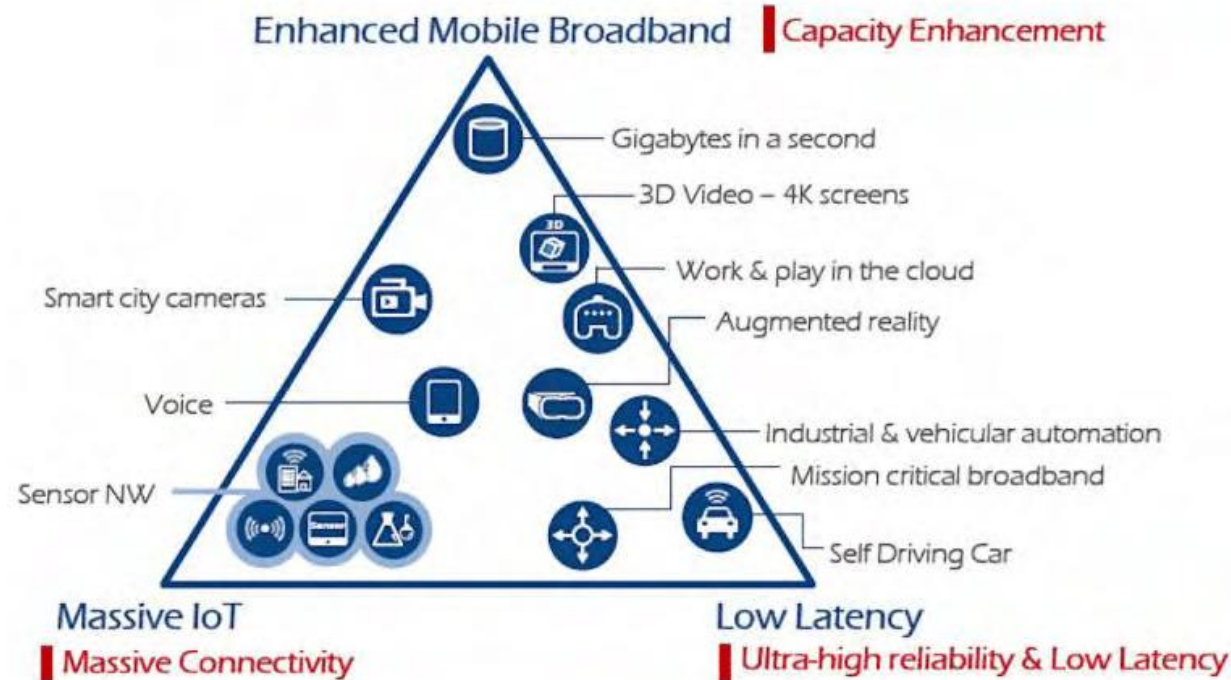 Enhanced Mobile Broadband
Capacity Enhancement
Gigabytes in a second
3D Video – 4K screens
3D
Work & play in the cloud
Smart city cameras
Augmented reality
Voice
Industrial & vehicular automation
Mission critical broadband
Sensor NW
Sensor
Self Driving Car
Massive IoT
Low Latency
Massive Connectivity
Ultra-high reliability & Low Latency